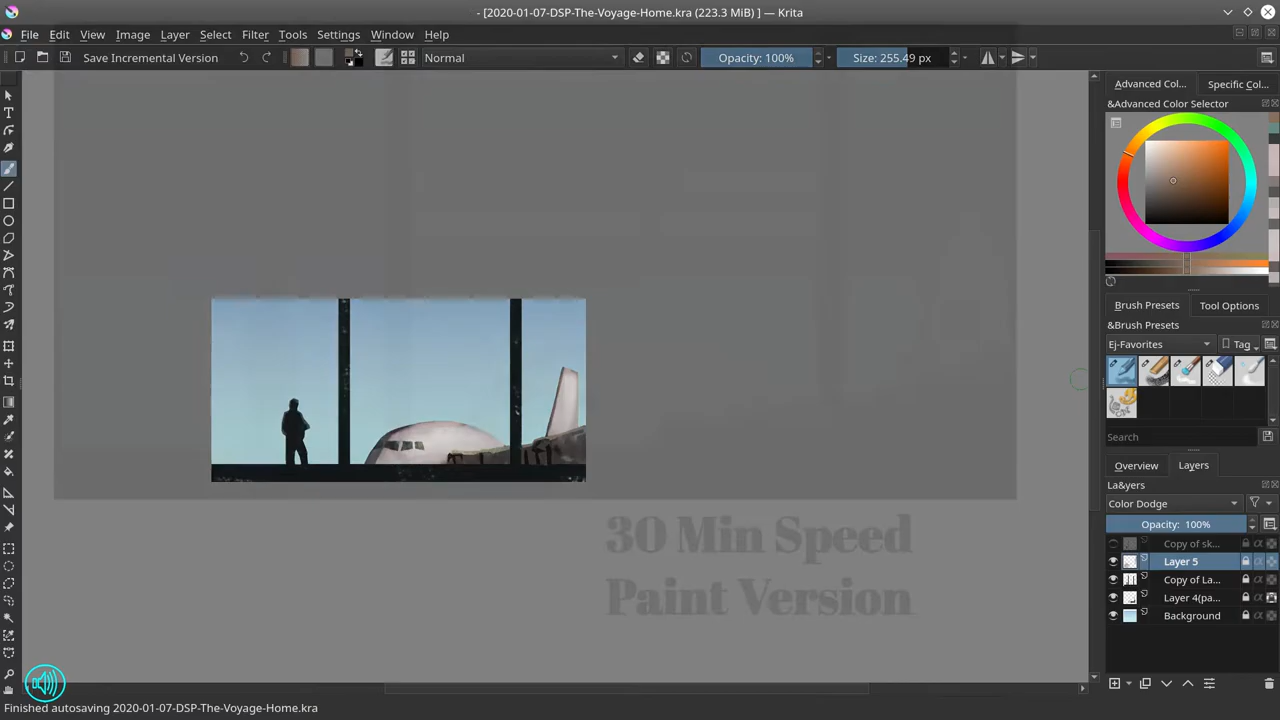 - [2020-01-07-DSP-The-Voyage-Home.kra (223.3 MiB) ] — Krita
File Edit View Image Layer Select Filter Tools Settings Window Help
Save Incremental Version Normal Opacity: 100% Size: 255.49 px
Advanced Col... Specific Col...
&Advanced Color Selector
Brush Presets Tool Options
&Brush Presets
Ej-Favorites Tag
Search
Overview Layers
La&yers
Color Dodge
Opacity: 100%
Copy of sk...
Layer 5
Copy of La...
Layer 4(pa...
Background
30 Min Speed
Paint Version
Finished autosaving 2020-01-07-DSP-The-Voyage-Home.kra